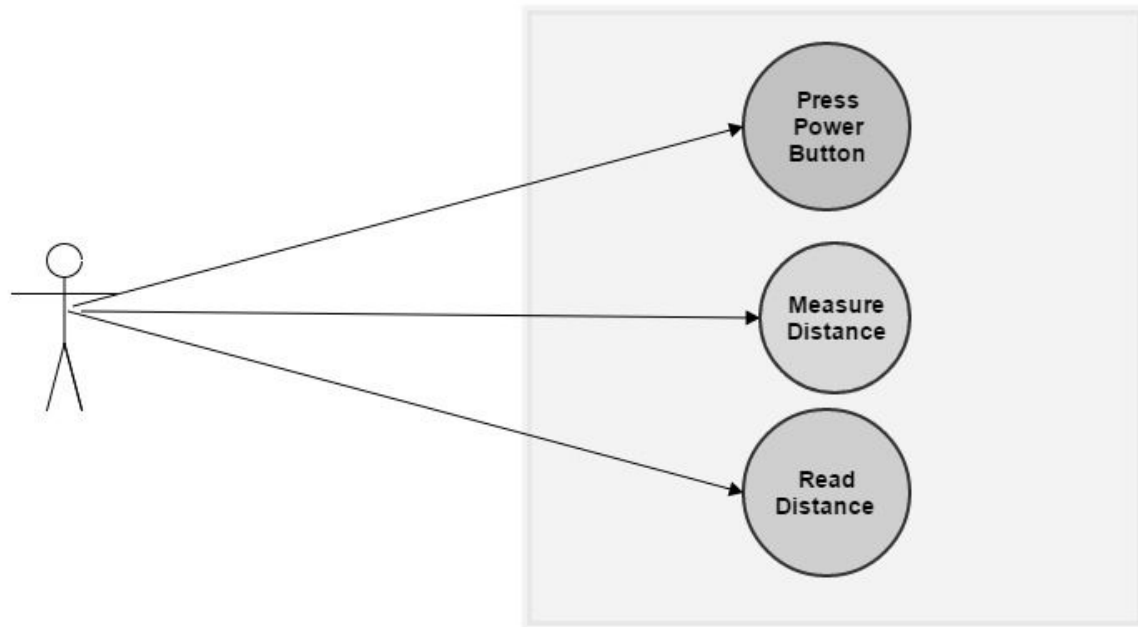 Press
Power
Button
Measure
Distance
Read
Distance